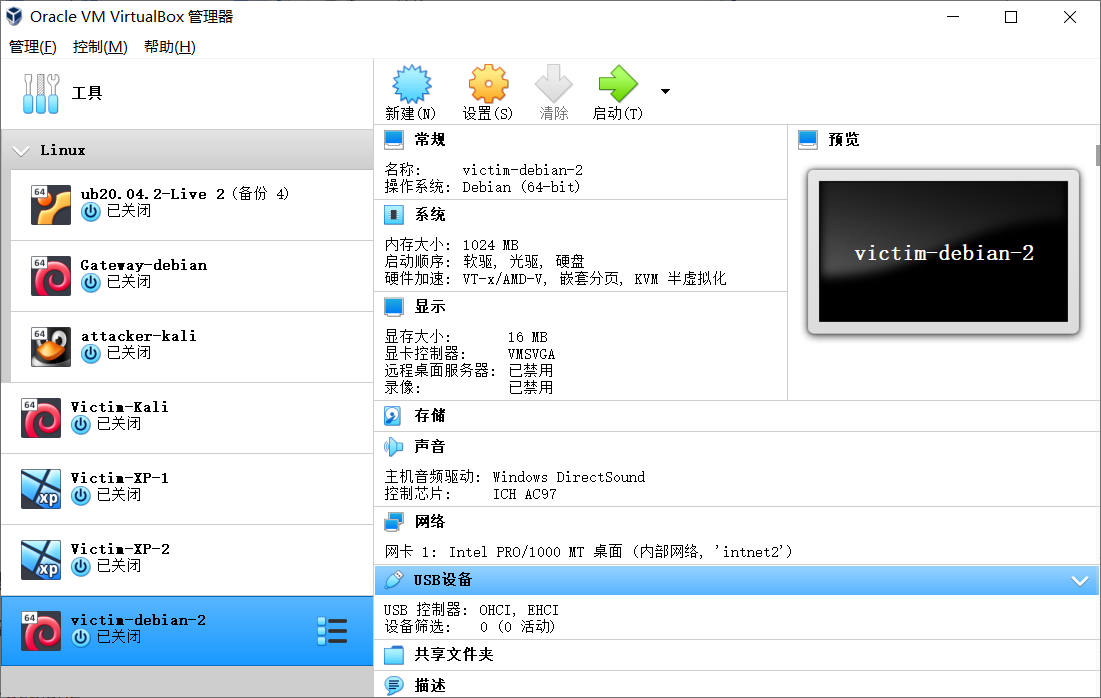 Oracle VM VirtualBox 管理器
管理(F) 控制(M) 帮助(H)
工具
新建(N) 设置(S) 清除 启动(T)
Linux
64
ub20.04.2-Live 2 (备份 4)
已关闭
64
Gateway-debian
已关闭
64
attacker-kali
已关闭
64
Victim-Kali
已关闭
xp
Victim-XP-1
已关闭
xp
Victim-XP-2
已关闭
64
victim-debian-2
已关闭
常规
名称: victim-debian-2
操作系统: Debian (64-bit)
系统
内存大小: 1024 MB
启动顺序: 软驱, 光驱, 硬盘
硬件加速: VT-x/AMD-V, 嵌套分页, KVM 半虚拟化
显示
显存大小: 16 MB
显卡控制器: VMSVGA
远程桌面服务器: 已禁用
录像: 已禁用
预览
victim-debian-2
存储
声音
主机音频驱动: Windows DirectSound
控制芯片: ICH AC97
网络
网卡 1: Intel PRO/1000 MT 桌面 (内部网络, 'intnet2')
USB设备
USB 控制器: OHCI, EHCI
设备筛选: 0 (0 活动)
共享文件夹
描述